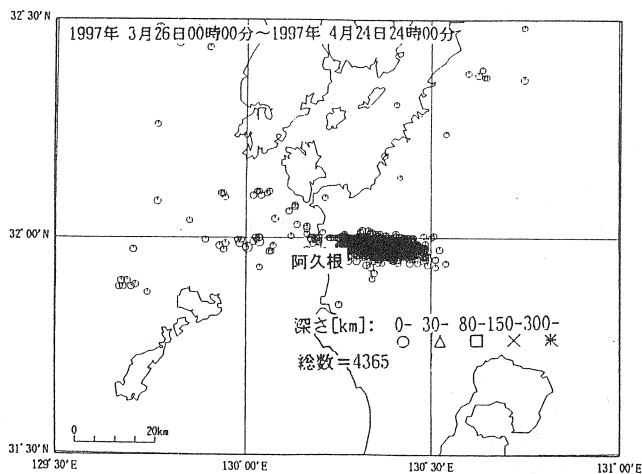 32°30'N
1997年 3月26日00時00分~1997年 4月24日24時00分
32°00'N
阿久根
深さ[km]: 0- 30- 80-150-300-
総数=4365
0 20km
31°30'N
129°30'E 130°00'E 130°30'E 131°00'E